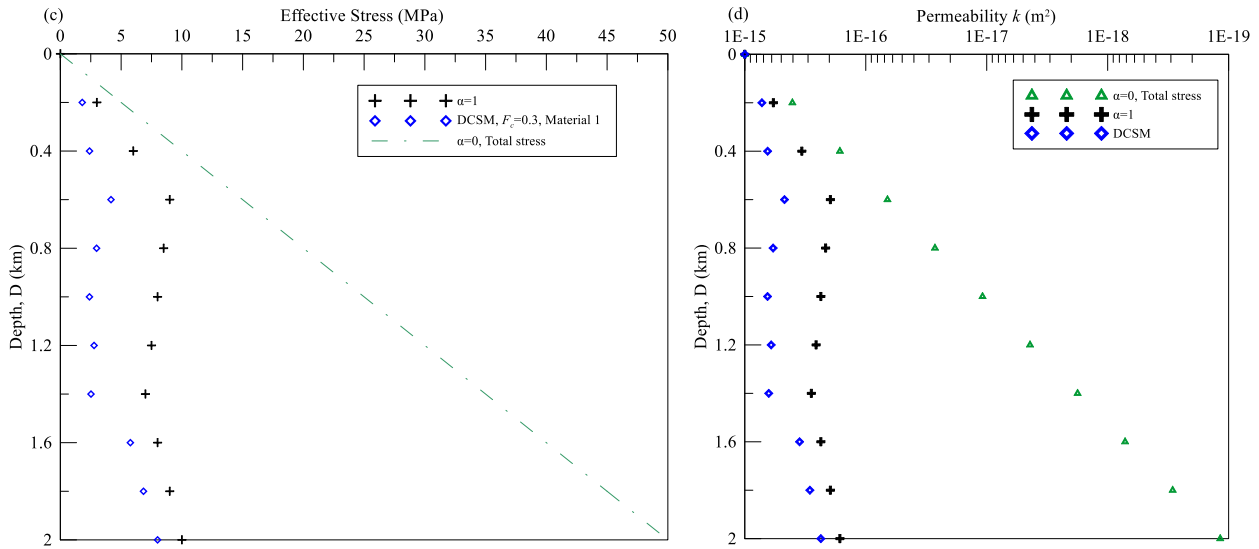 (c)
Effective Stress (MPa)
0 5 10 15 20 25 30 35 40 45 50
0
0.4
0.8
1.2
1.6
2
Depth, D (km)
α=1
DCSM, Fc=0.3, Material 1
α=0, Total stress
(d)
Permeability k (m²)
1E-15 1E-16 1E-17 1E-18 1E-19
0
0.4
0.8
1.2
1.6
2
Depth, D (km)
α=0, Total stress
α=1
DCSM